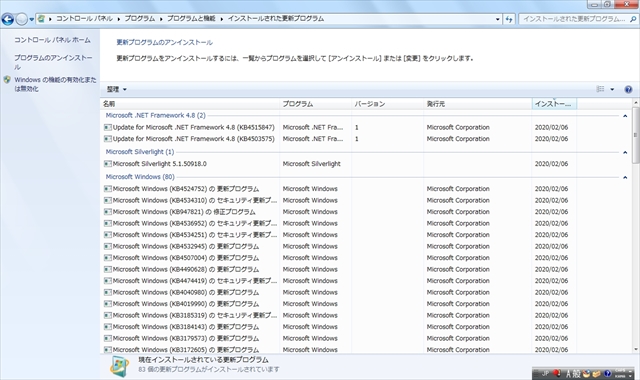 コントロール パネル ▸ プログラム ▸ プログラムと機能 ▸ インストールされた更新プログラム
インストールされた更新プログラム...
コントロール パネル ホーム
プログラムのアンインストール
Windows の機能の有効化または無効化
更新プログラムのアンインストール
更新プログラムをアンインストールするには、一覧からプログラムを選択して [アンインストール] または [変更] をクリックします。
整理
名前 プログラム バージョン 発行元 インストー...
Microsoft .NET Framework 4.8 (2)
Update for Microsoft .NET Framework 4.8 (KB4515847) Microsoft .NET Fra... 1 Microsoft Corporation 2020/02/06
Update for Microsoft .NET Framework 4.8 (KB4503575) Microsoft .NET Fra... 1 Microsoft Corporation 2020/02/06
Microsoft Silverlight (1)
Microsoft Silverlight 5.1.50918.0 Microsoft Silverlight 2020/02/06
Microsoft Windows (80)
Microsoft Windows (KB4524752) の 更新プログラム Microsoft Windows Microsoft Corporation 2020/02/06
Microsoft Windows (KB4534310) の セキュリティ更新プ... Microsoft Windows Microsoft Corporation 2020/02/06
Microsoft Windows (KB947821) の 修正プログラム Microsoft Windows Microsoft Corporation 2020/02/06
Microsoft Windows (KB4536952) の セキュリティ更新プ... Microsoft Windows Microsoft Corporation 2020/02/06
Microsoft Windows (KB4534251) の セキュリティ更新プ... Microsoft Windows Microsoft Corporation 2020/02/06
Microsoft Windows (KB4532945) の 更新プログラム Microsoft Windows Microsoft Corporation 2020/02/06
Microsoft Windows (KB4507004) の 更新プログラム Microsoft Windows Microsoft Corporation 2020/02/06
Microsoft Windows (KB4490628) の 更新プログラム Microsoft Windows Microsoft Corporation 2020/02/06
Microsoft Windows (KB4474419) の セキュリティ更新プ... Microsoft Windows Microsoft Corporation 2020/02/06
Microsoft Windows (KB4040980) の 更新プログラム Microsoft Windows Microsoft Corporation 2020/02/06
Microsoft Windows (KB4019990) の 更新プログラム Microsoft Windows Microsoft Corporation 2020/02/06
Microsoft Windows (KB3185319) の セキュリティ更新プ... Microsoft Windows Microsoft Corporation 2020/02/06
Microsoft Windows (KB3184143) の 更新プログラム Microsoft Windows Microsoft Corporation 2020/02/06
Microsoft Windows (KB3179573) の 更新プログラム Microsoft Windows Microsoft Corporation 2020/02/06
Microsoft Windows (KB3172605) の 更新プログラム Microsoft Windows Microsoft Corporation 2020/02/06
現在インストールされている更新プログラム
83 個の更新プログラムがインストールされています
JP A 般